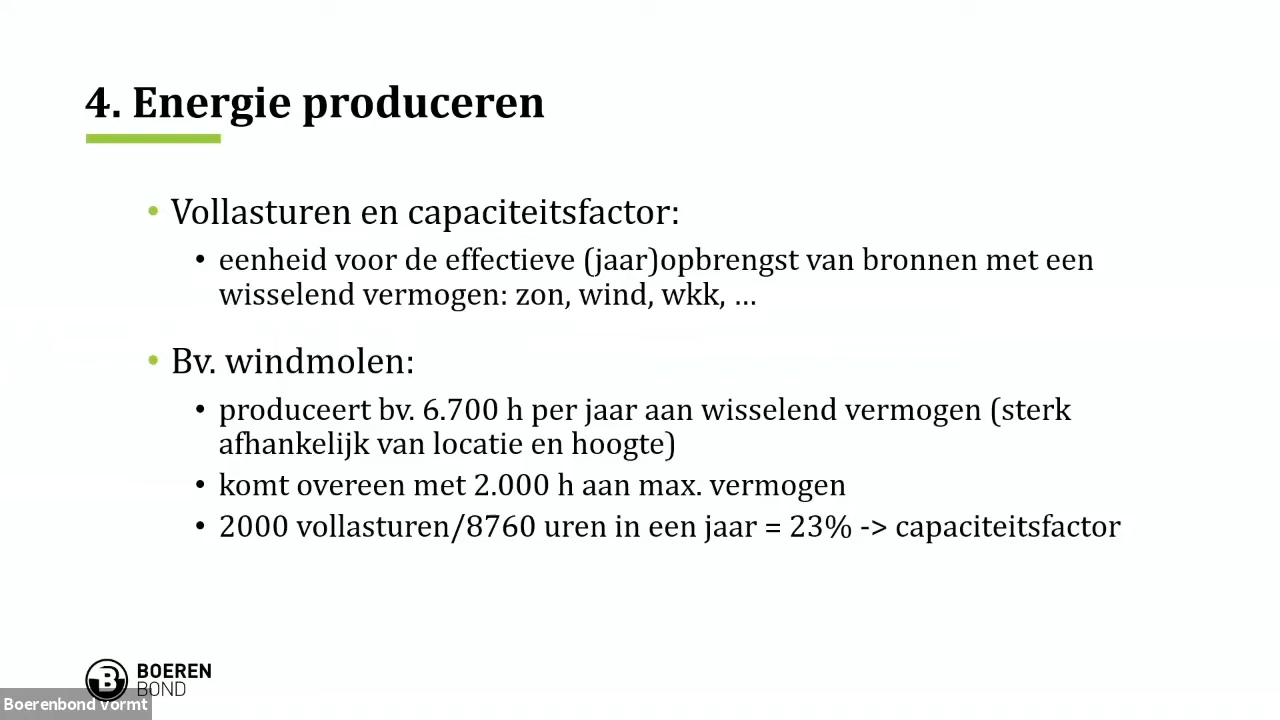 4. Energie produceren
• Vollasturen en capaciteitsfactor:
• eenheid voor de effectieve (jaar)opbrengst van bronnen met een
wisselend vermogen: zon, wind, wkk, ...
• Bv. windmolen:
• produceert bv. 6.700 h per jaar aan wisselend vermogen (sterk
afhankelijk van locatie en hoogte)
• komt overeen met 2.000 h aan max. vermogen
• 2000 vollasturen/8760 uren in een jaar = 23% -> capaciteitsfactor
B BOEREN
BOND
Boerenbond Vormt